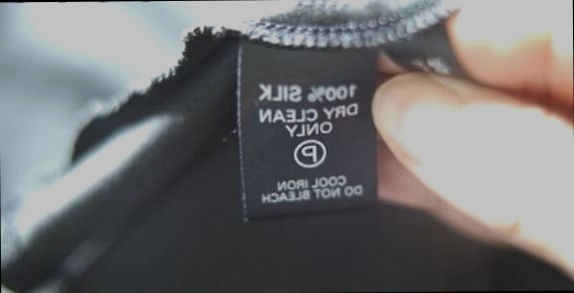 100% SILK
DRY CLEAN
ONLY
P
COOL IRON
DO NOT BLEACH